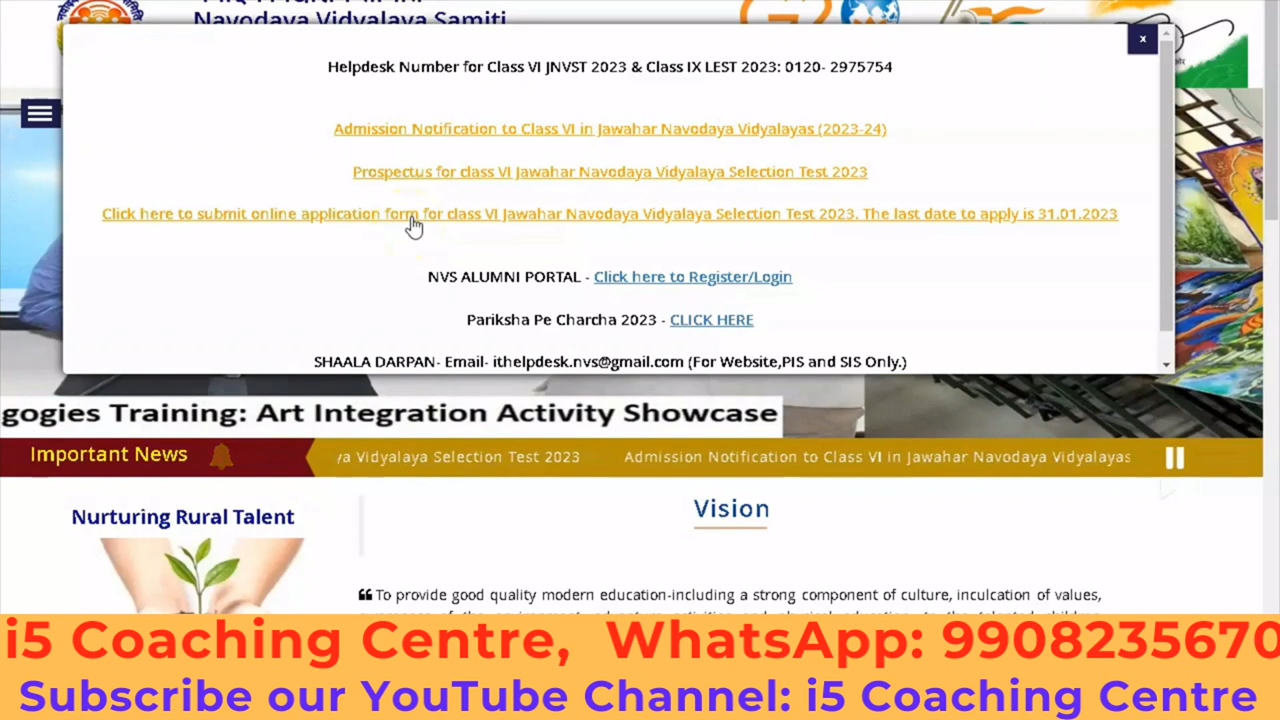 Navodaya Vidyalaya Samiti
x
Helpdesk Number for Class VI JNVST 2023 & Class IX LEST 2023: 0120- 2975754
Admission Notification to Class VI in Jawahar Navodaya Vidyalayas (2023-24)
Prospectus for class VI Jawahar Navodaya Vidyalaya Selection Test 2023
Click here to submit online application form for class VI Jawahar Navodaya Vidyalaya Selection Test 2023. The last date to apply is 31.01.2023
NVS ALUMNI PORTAL - Click here to Register/Login
Pariksha Pe Charcha 2023 - CLICK HERE
SHAALA DARPAN- Email- ithelpdesk.nvs@gmail.com (For Website,PIS and SIS Only.)
gogies Training: Art Integration Activity Showcase
Important News
ya Vidyalaya Selection Test 2023 Admission Notification to Class VI in Jawahar Navodaya Vidyalayas
Nurturing Rural Talent
Vision
To provide good quality modern education-including a strong component of culture, inculcation of values,
i5 Coaching Centre, WhatsApp: 9908235670
Subscribe our YouTube Channel: i5 Coaching Centre